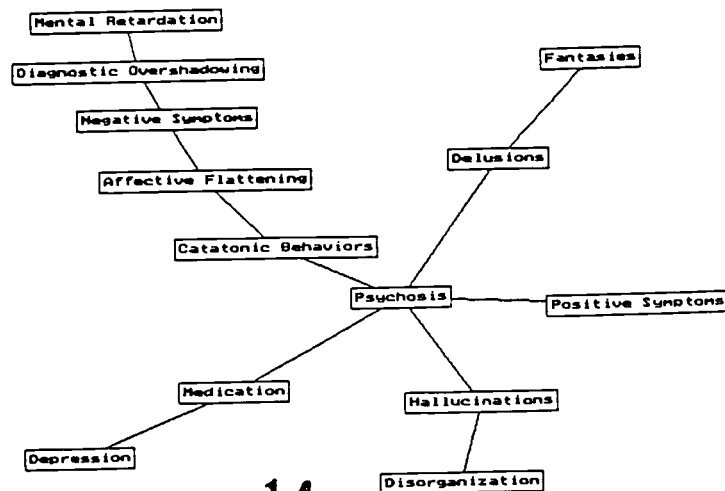 Mental Retardation
Fantasies
Diagnostic Overshadowing
Negative Symptoms
Delusions
Affective Flattening
Catatonic Behaviors
Psychosis
Positive Symptoms
Medication
Hallucinations
Depression
Disorganization